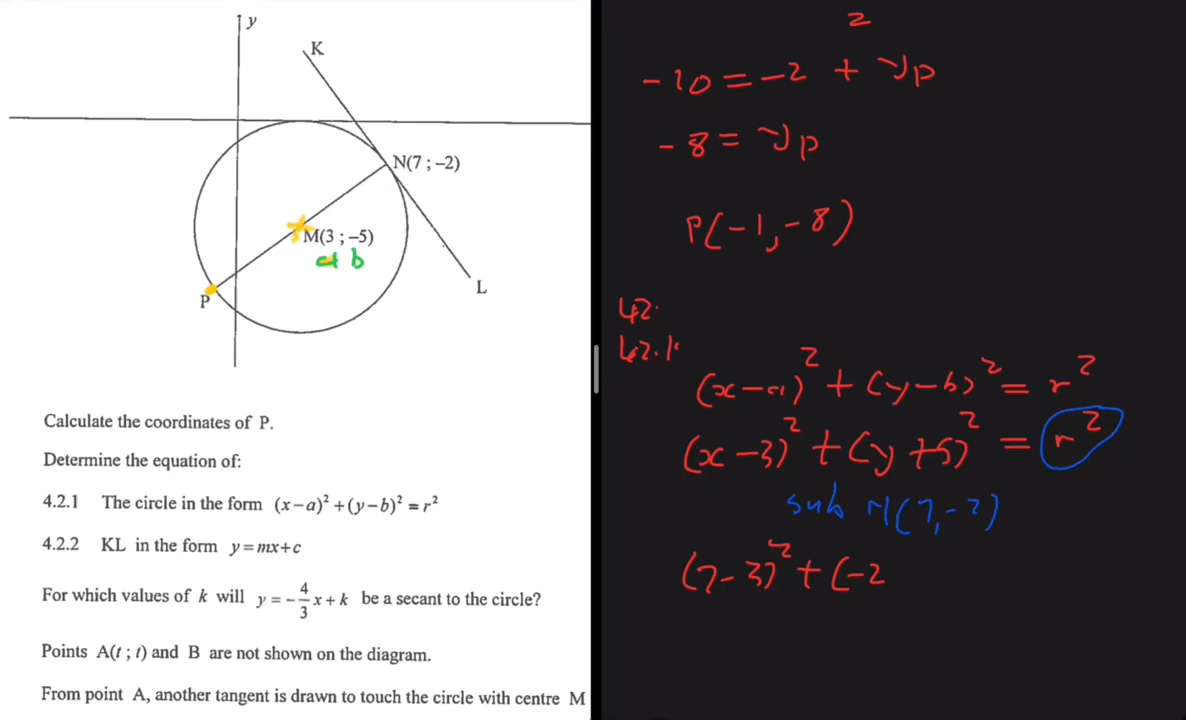 y
K
N(7 ; –2)
M(3 ; –5)
a b
L
P
Calculate the coordinates of P.
Determine the equation of:
4.2.1 The circle in the form (x–a)² + (y–b)² = r²
4.2.2 KL in the form y = mx + c
For which values of k will y = –4/3 x + k be a secant to the circle?
Points A(t ; t) and B are not shown on the diagram.
From point A, another tangent is drawn to touch the circle with centre M
2
-10 = -2 + yp
-8 = yp
P(-1, -8)
42.
42.1
(x-a)² + (y-b)² = r²
(x-3)² + (y+5)² = r²
sub N(7, -2)
(7-3)² + (-2